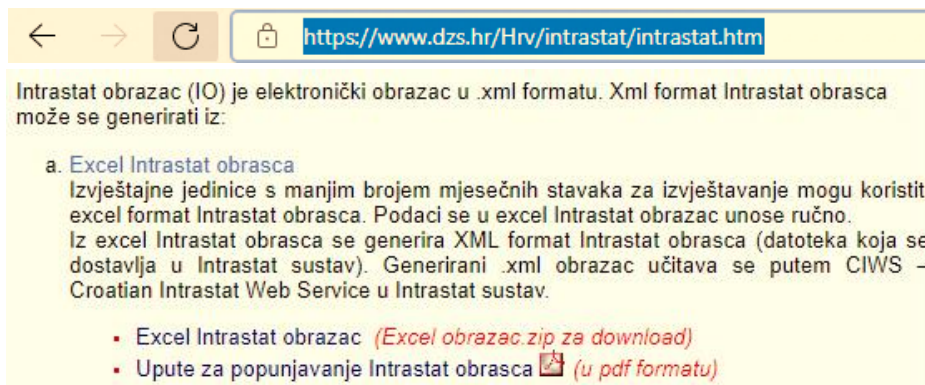 https://www.dzs.hr/Hrv/intrastat/intrastat.htm
Intrastat obrazac (IO) je elektronički obrazac u .xml formatu. Xml format Intrastat obrasca
može se generirati iz:
a. Excel Intrastat obrasca
Izvještajne jedinice s manjim brojem mjesečnih stavaka za izvještavanje mogu koristit
excel format Intrastat obrasca. Podaci se u excel Intrastat obrazac unose ručno.
Iz excel Intrastat obrasca se generira XML format Intrastat obrasca (datoteka koja se
dostavlja u Intrastat sustav). Generirani .xml obrazac učitava se putem CIWS –
Croatian Intrastat Web Service u Intrastat sustav.
• Excel Intrastat obrazac (Excel obrazac.zip za download)
• Upute za popunjavanje Intrastat obrasca (u pdf formatu)